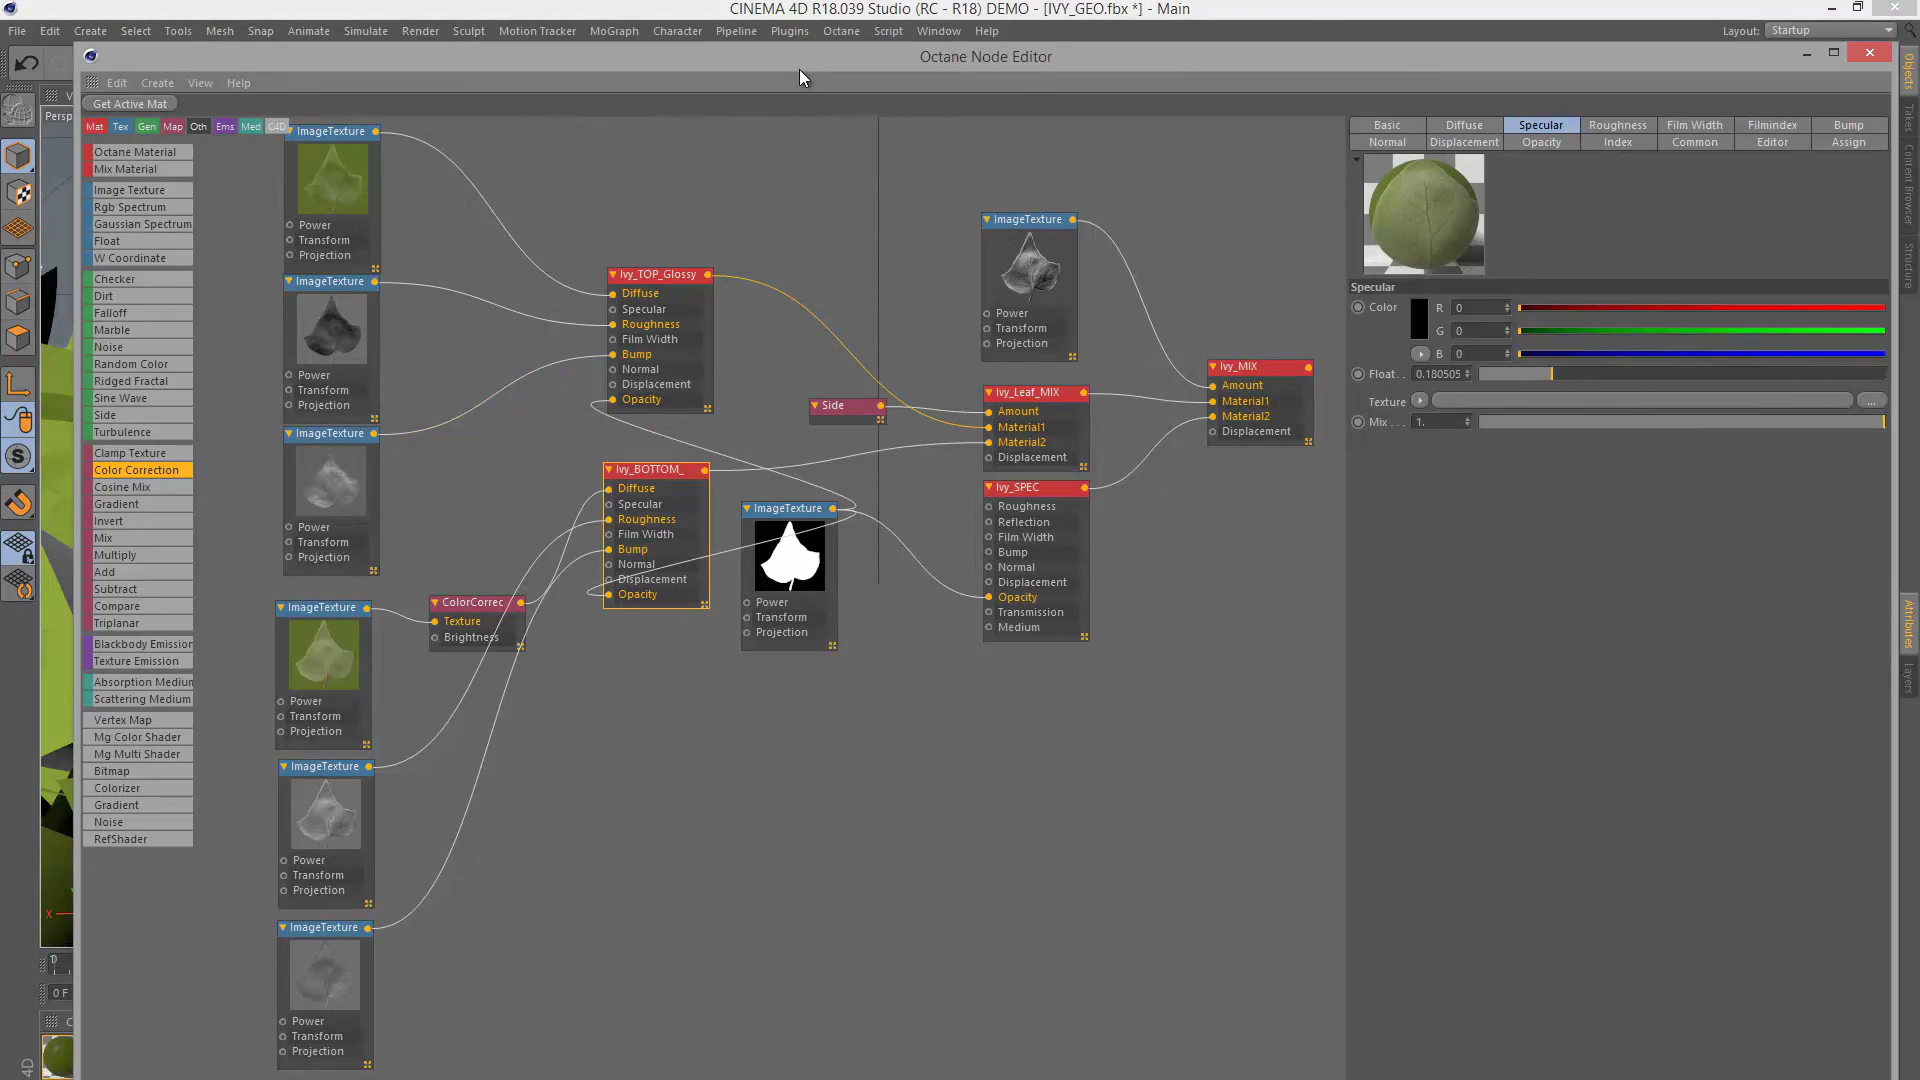 CINEMA 4D R18.039 Studio (RC - R18) DEMO - [IVY_GEO.fbx *] - Main
File Edit Create Select Tools Mesh Snap Animate Simulate Render Sculpt Motion Tracker MoGraph Character Pipeline Plugins Octane Script Window Help Layout: Startup
Octane Node Editor
Edit Create View Help
Get Active Mat
Persp
Mat Tex Gen Map Oth Ems Med C4D
Octane Material
Mix Material
Image Texture
Rgb Spectrum
Gaussian Spectrum
Float
W Coordinate
Checker
Dirt
Falloff
Marble
Noise
Random Color
Ridged Fractal
Sine Wave
Side
Turbulence
Clamp Texture
Color Correction
Cosine Mix
Gradient
Invert
Mix
Multiply
Add
Subtract
Compare
Triplanar
Blackbody Emission
Texture Emission
Absorption Medium
Scattering Medium
Vertex Map
Mg Color Shader
Mg Multi Shader
Bitmap
Colorizer
Gradient
Noise
RefShader
ImageTexture
Power
Transform
Projection
ImageTexture
Power
Transform
Projection
ImageTexture
Power
Transform
Projection
ImageTexture
Power
Transform
Projection
ImageTexture
Power
Transform
Projection
ImageTexture
Power
Transform
Projection
ColorCorrec
Texture
Brightness
Ivy_TOP_Glossy
Diffuse
Specular
Roughness
Film Width
Bump
Normal
Displacement
Opacity
Ivy_BOTTOM_
Diffuse
Specular
Roughness
Film Width
Bump
Normal
Displacement
Opacity
ImageTexture
Power
Transform
Projection
Side
ImageTexture
Power
Transform
Projection
Ivy_Leaf_MIX
Amount
Material1
Material2
Displacement
Ivy_SPEC
Roughness
Reflection
Film Width
Bump
Normal
Displacement
Opacity
Transmission
Medium
Ivy_MIX
Amount
Material1
Material2
Displacement
Basic Diffuse Specular Roughness Film Width Filmindex Bump
Normal Displacement Opacity Index Common Editor Assign
Specular
Color R 0
G 0
B 0
Float . . 0.180505
Texture ...
Mix . . . 1.
Objects
Takes
Content Browser
Structure
Attributes
Layers
X
0 F
4D